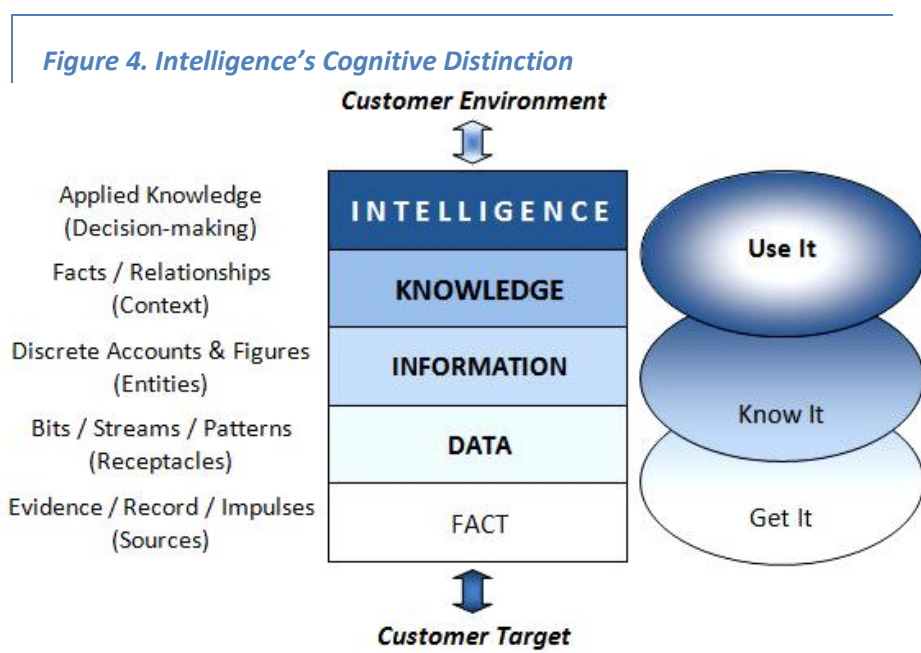 Figure 4. Intelligence’s Cognitive Distinction
Customer Environment
Applied Knowledge
(Decision-making)
INTELLIGENCE
Use It
Facts / Relationships
(Context)
KNOWLEDGE
Discrete Accounts & Figures
(Entities)
INFORMATION
Know It
Bits / Streams / Patterns
(Receptacles)
DATA
Evidence / Record / Impulses
(Sources)
FACT
Get It
Customer Target